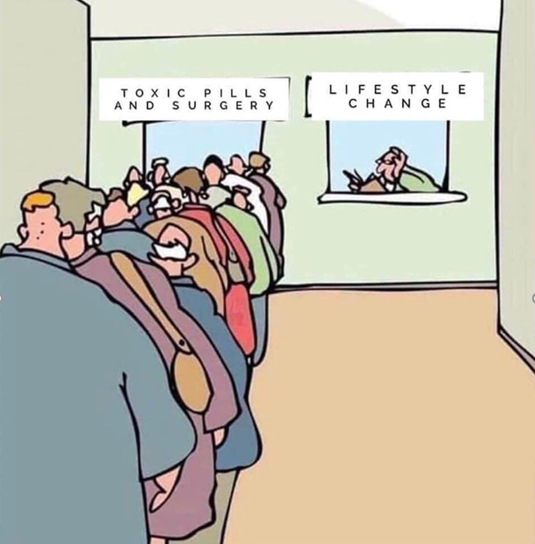 TOXIC PILLS
AND SURGERY
LIFESTYLE
CHANGE